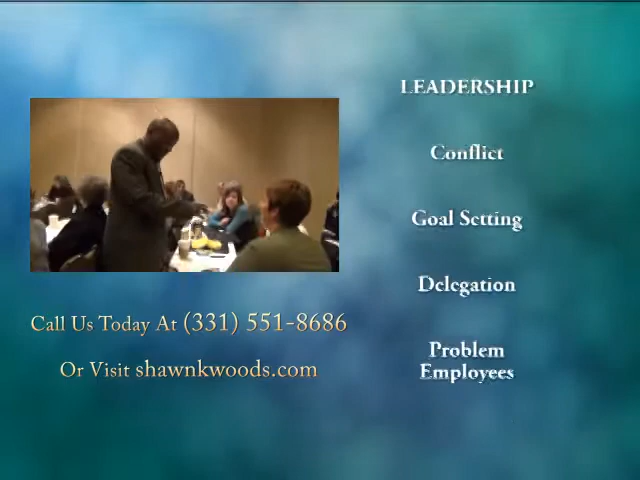 LEADERSHIP
Conflict
Goal Setting
Delegation
Problem
Employees
Call Us Today At (331) 551-8686
Or Visit shawnkwoods.com